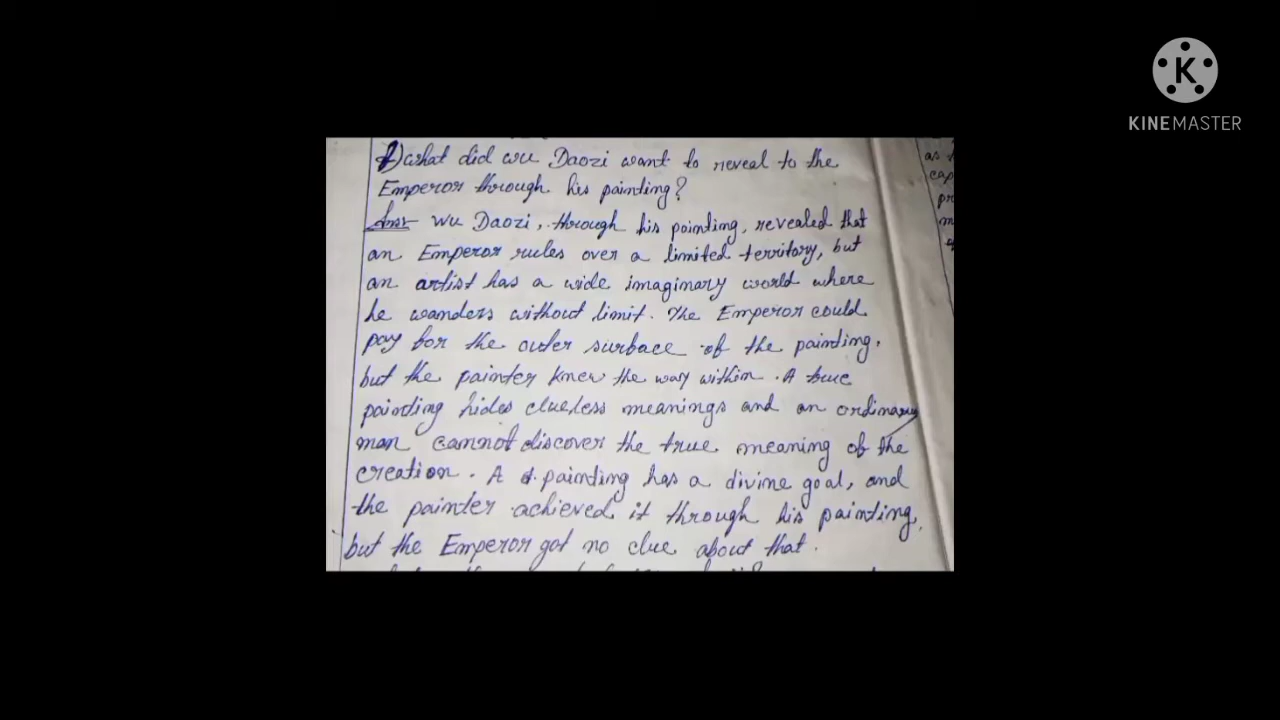 1) what did wu Daozi want to reveal to the
Emperor through his painting?
Ans: Wu Daozi, through his painting, revealed that
an Emperor rules over a limited territory, but
an artist has a wide imaginary world where
he wanders without limit. The Emperor could
pay for the outer surface of the painting,
but the painter knew the way within. A true
painting hides clueless meanings and an ordinary
man cannot discover the true meaning of the
creation. A painting has a divine goal, and
the painter achieved it through his painting,
but the Emperor got no clue about that.
as
cap
K
KINEMASTER